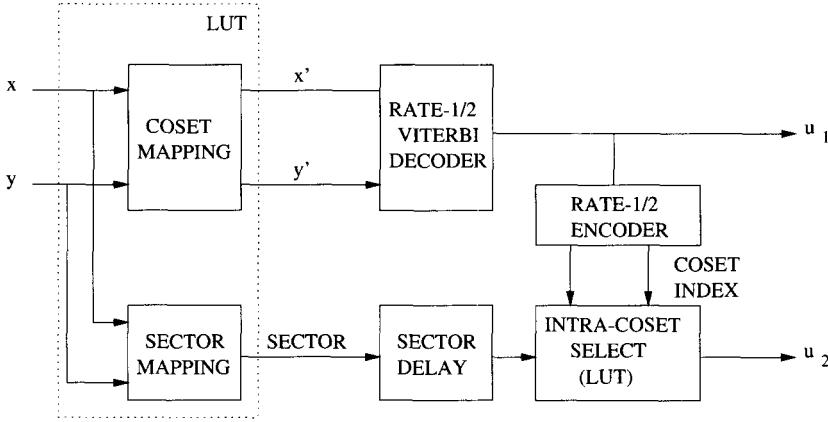 LUT
x
y
COSET
MAPPING
x'
y'
RATE-1/2
VITERBI
DECODER
u 1
RATE-1/2
ENCODER
COSET
INDEX
SECTOR
MAPPING
SECTOR
SECTOR
DELAY
INTRA-COSET
SELECT
(LUT)
u 2